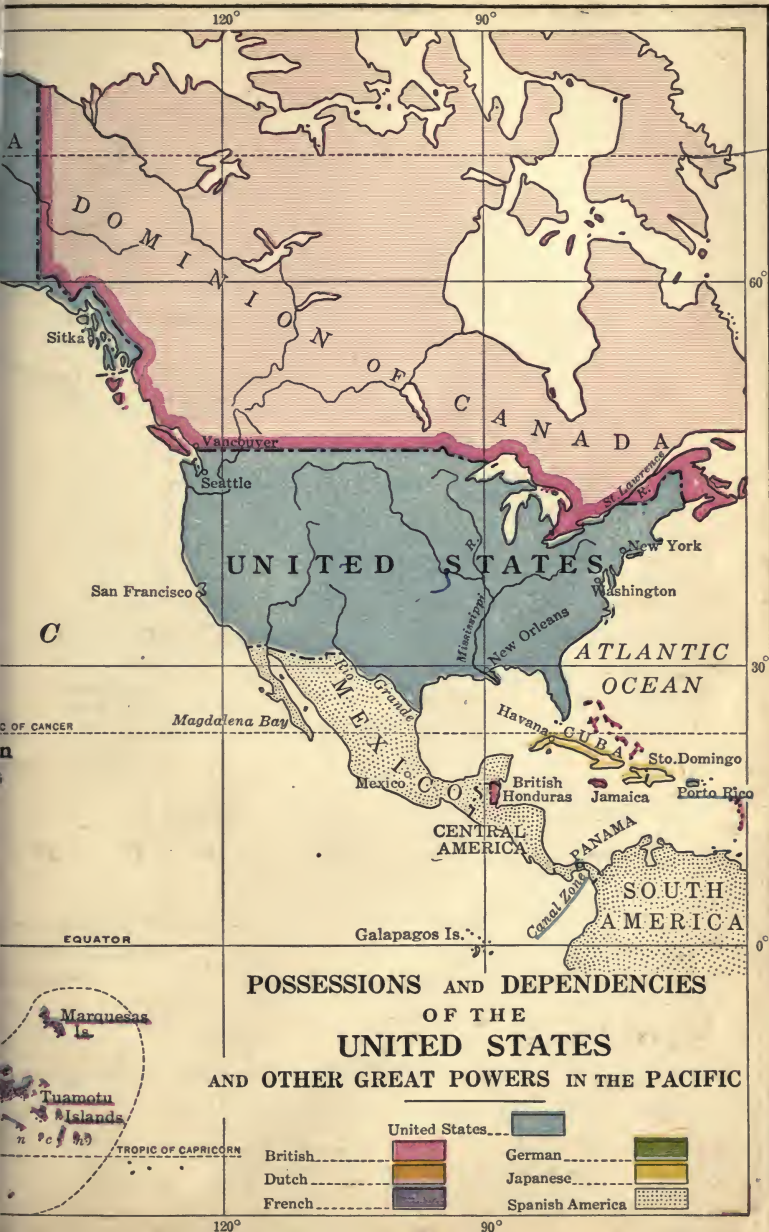 120°
90°
A
DOMINION OF CANADA
60°
Sitka
Vancouver
Seattle
St. Lawrence
R.
UNITED STATES
R.
New York
San Francisco
Washington
Mississippi
New Orleans
C
ATLANTIC
OCEAN
30°
Rio Grande
MEXICO
Magdalena Bay
C OF CANCER
n
Havana
CUBA
Sto. Domingo
Mexico
British
Honduras
Jamaica
Porto Rico
CENTRAL
AMERICA
PANAMA
Canal Zone
SOUTH
AMERICA
EQUATOR
Galapagos Is.
0°
POSSESSIONS AND DEPENDENCIES
OF THE
UNITED STATES
AND OTHER GREAT POWERS IN THE PACIFIC
Marquesas
Is.
Tuamotu
Islands
n c h)
TROPIC OF CAPRICORN
United States
British
German
Dutch
Japanese
French
Spanish America
120°
90°